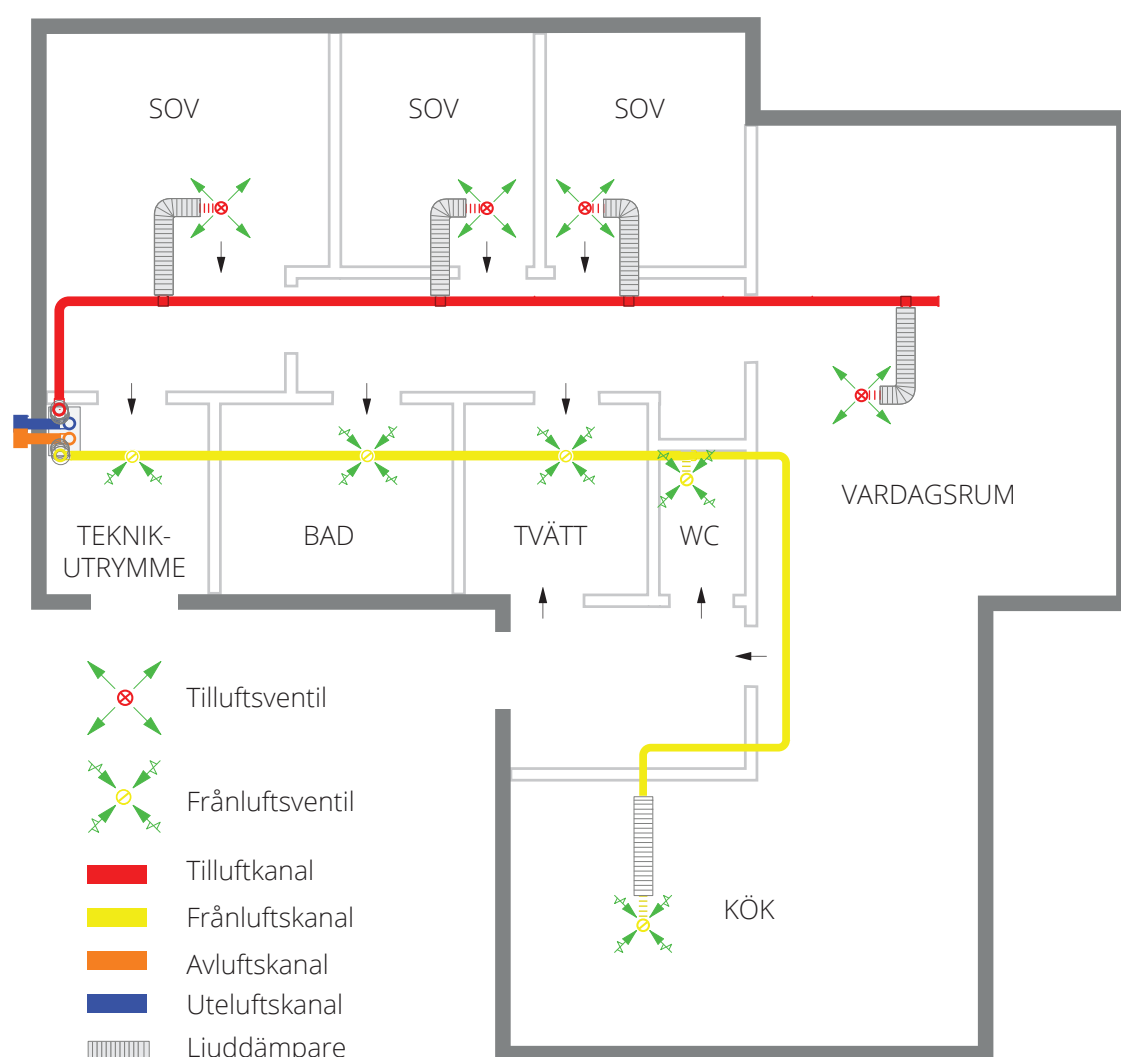 SOV
SOV
SOV
VARDAGSRUM
TEKNIK-
UTRYMME
BAD
TVÄTT
WC
KÖK
Tilluftsventil
Frånluftsventil
Tilluftkanal
Frånluftskanal
Avluftskanal
Uteluftskanal
Ljuddämpare